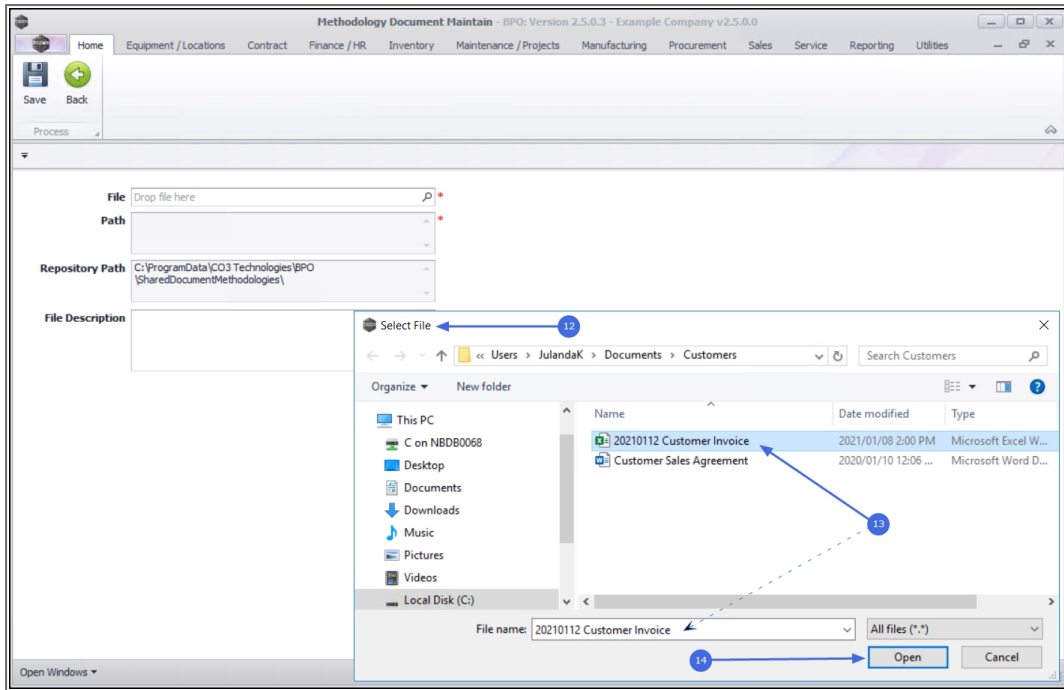 Methodology Document Maintain - BPO: Version 2.5.0.3 - Example Company v2.5.0.0
Home Equipment / Locations Contract Finance / HR Inventory Maintenance / Projects Manufacturing Procurement Sales Service Reporting Utilities
Save Back
Process
File Drop file here *
Path *
Repository Path C:\ProgramData\CO3 Technologies\BPO
\SharedDocumentMethodologies\
File Description
Select File 12
« Users › JulandaK › Documents › Customers Search Customers
Organize New folder
Name Date modified Type
This PC
C on NBDB0068
Desktop
Documents
Downloads
Music
Pictures
Videos
Local Disk (C:)
20210112 Customer Invoice 2021/01/08 2:00 PM Microsoft Excel W...
Customer Sales Agreement 2020/01/10 12:06 ... Microsoft Word D...
13
File name: 20210112 Customer Invoice All files (*.*)
14 Open Cancel
Open Windows